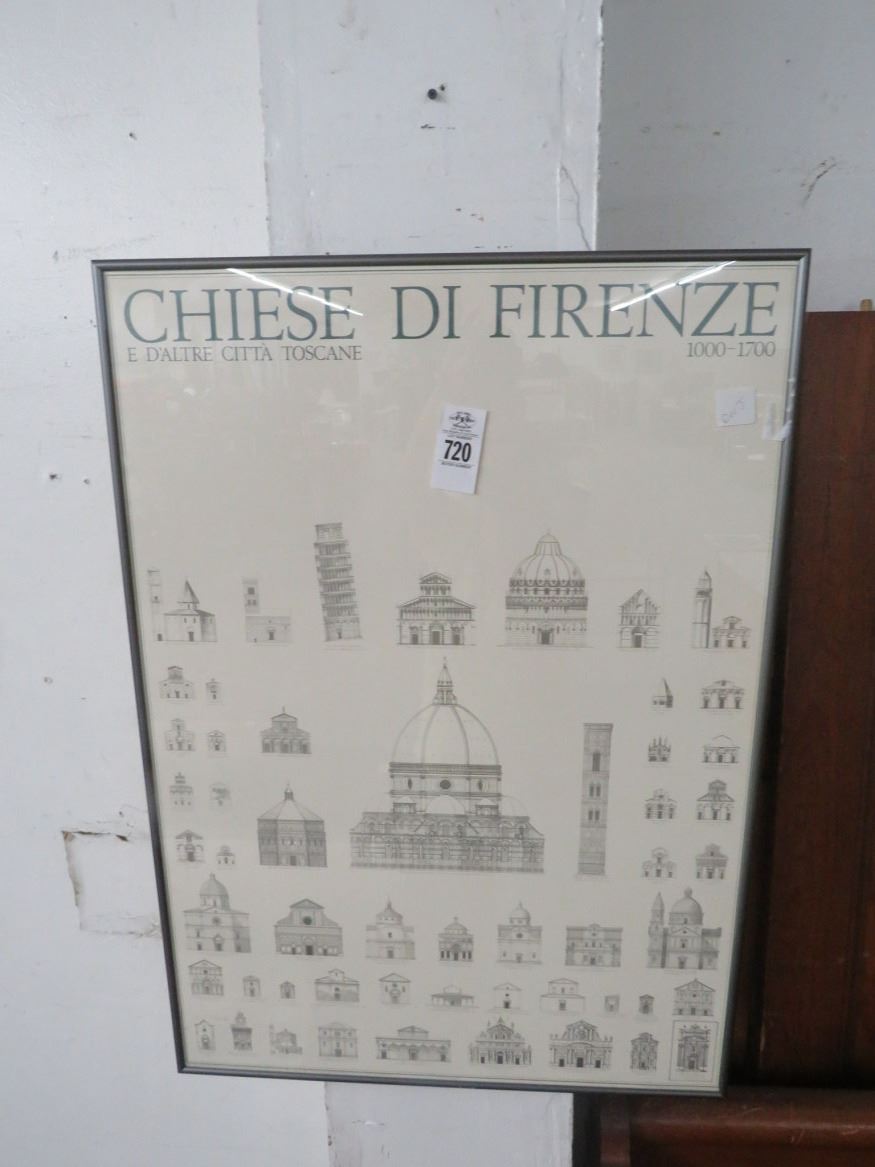 CHIESE DI FIRENZE
E D'ALTRE CITTÀ TOSCANE
1000-1700
720